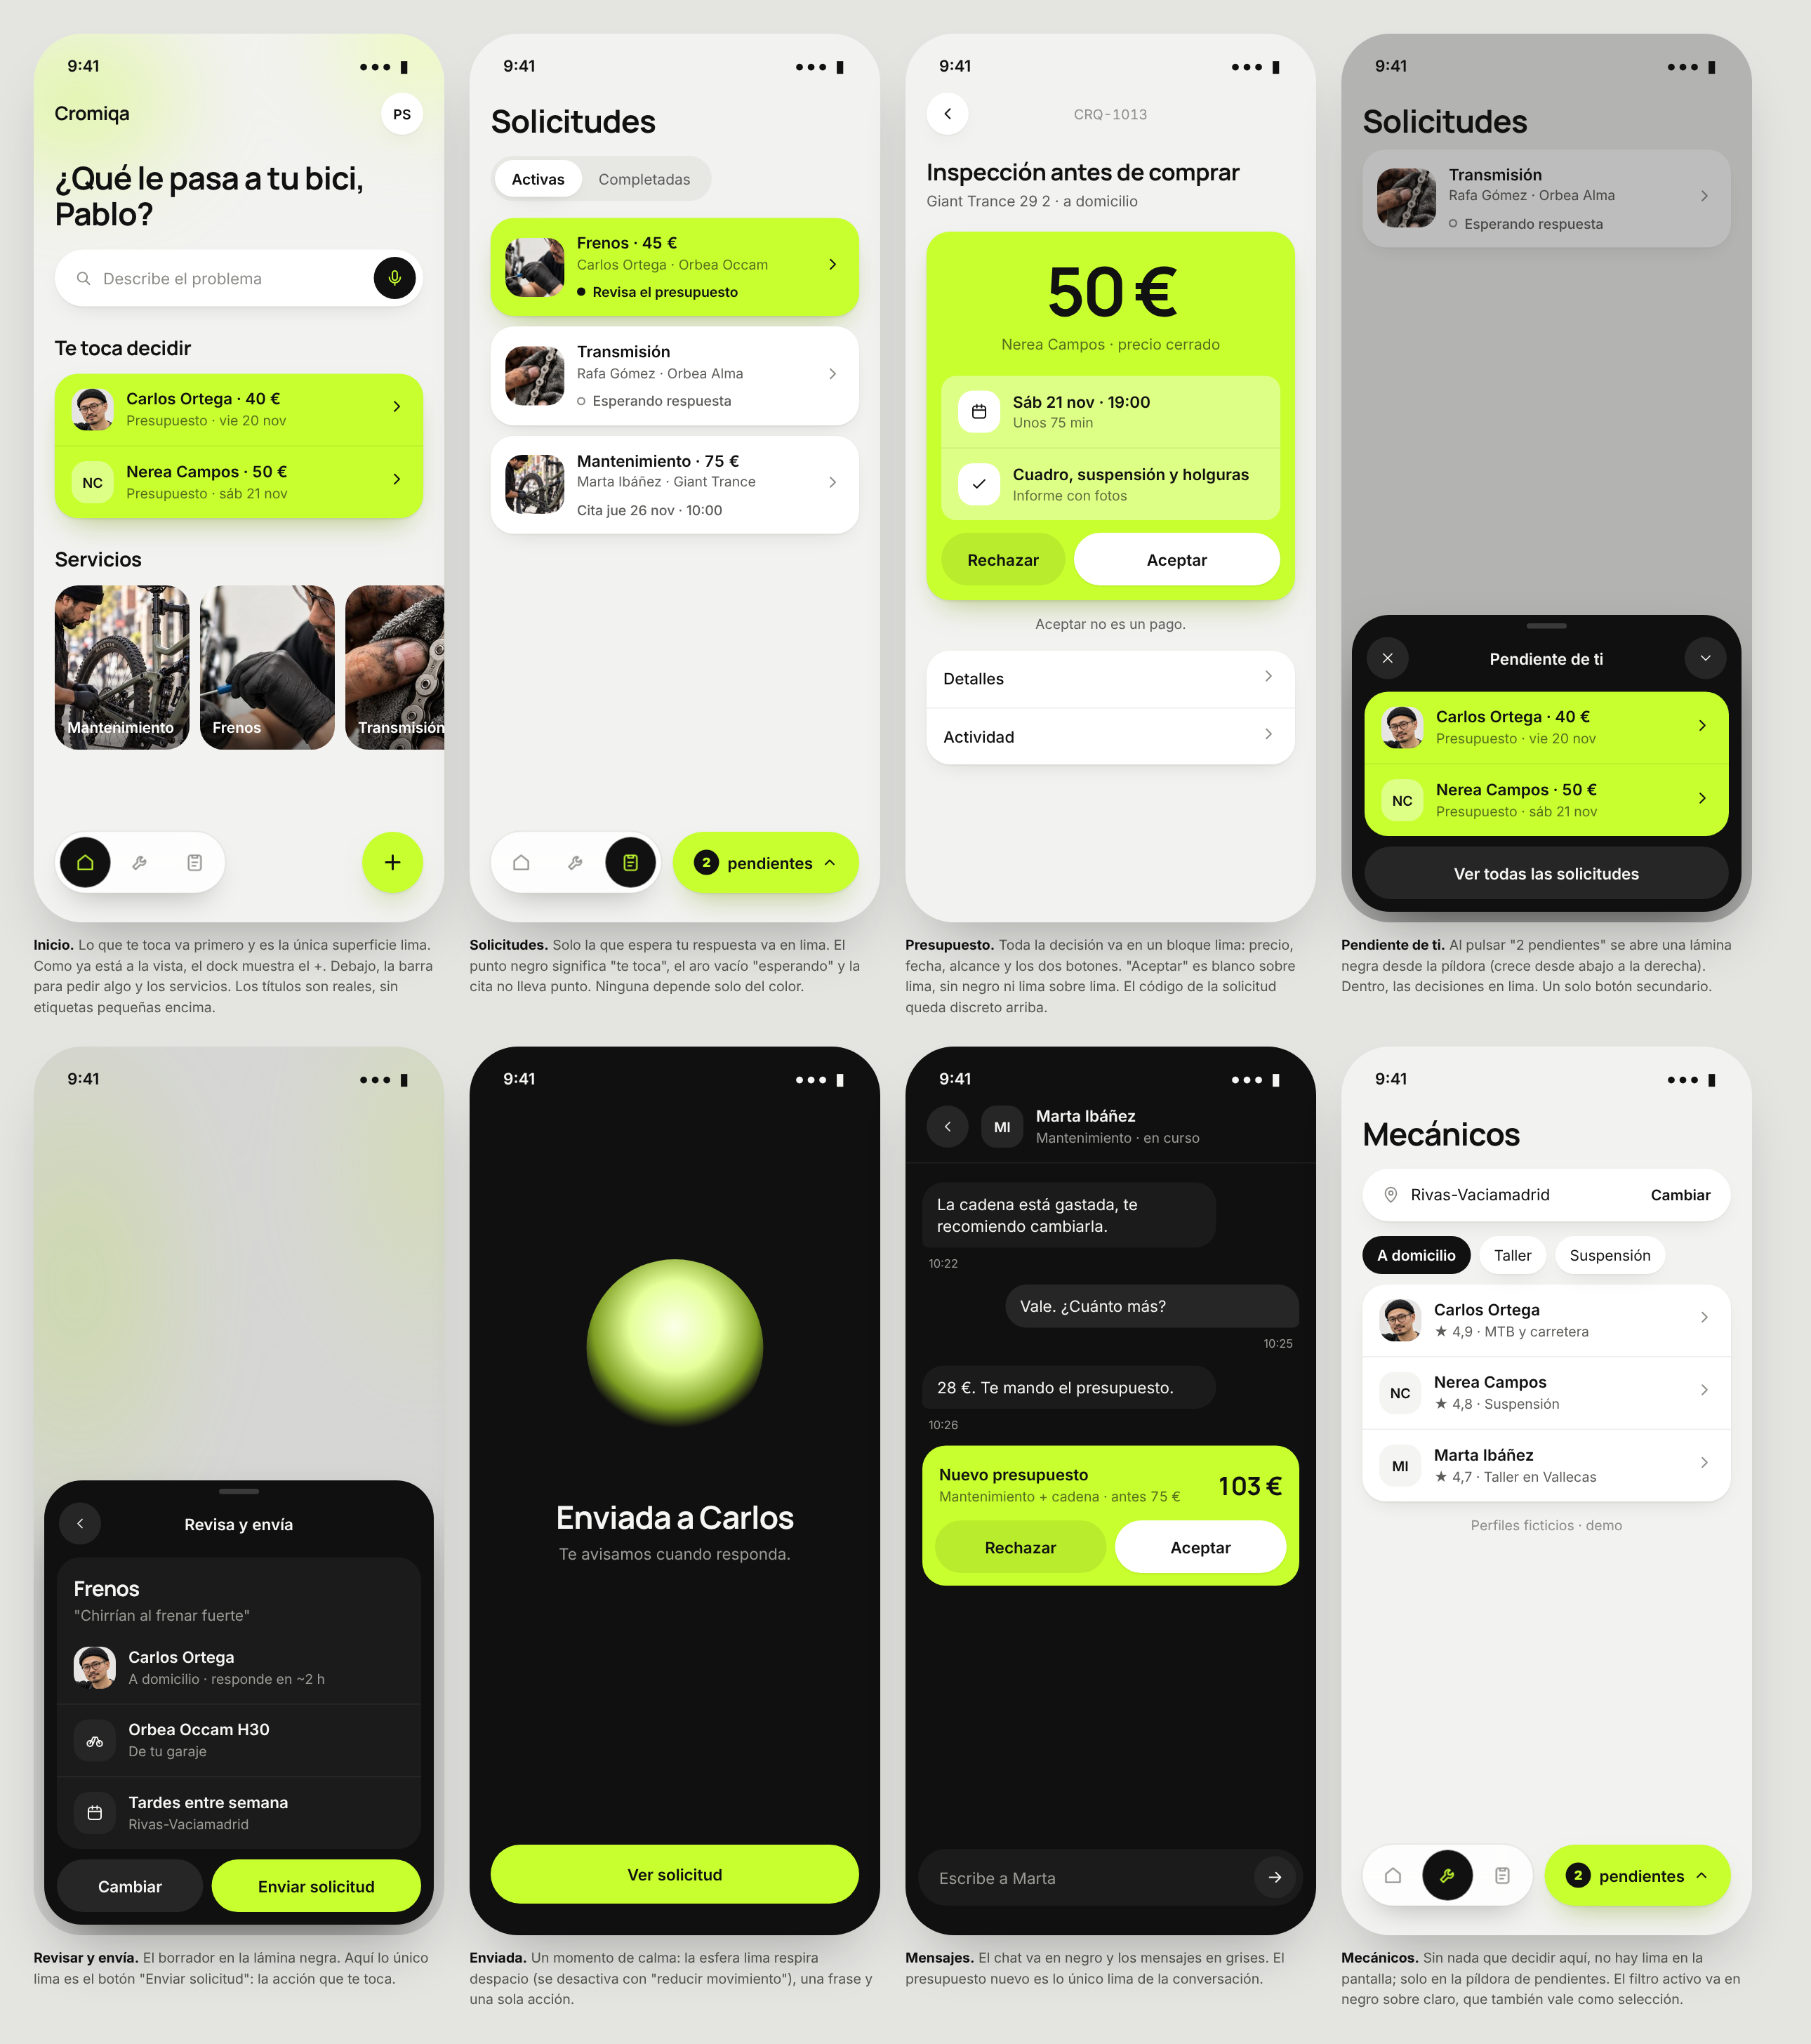 9:41
Cromiqa
PS
¿Qué le pasa a tu bici,
Pablo?
Describe el problema
Te toca decidir
Carlos Ortega · 40 €
Presupuesto · vie 20 nov
NC
Nerea Campos · 50 €
Presupuesto · sáb 21 nov
Servicios
Mantenimiento
Frenos
Transmisión
Inicio. Lo que te toca va primero y es la única superficie lima.
Como ya está a la vista, el dock muestra el +. Debajo, la barra
para pedir algo y los servicios. Los títulos son reales, sin
etiquetas pequeñas encima.
9:41
Solicitudes
Activas
Completadas
Frenos · 45 €
Carlos Ortega · Orbea Occam
Revisa el presupuesto
Transmisión
Rafa Gómez · Orbea Alma
Esperando respuesta
Mantenimiento · 75 €
Marta Ibáñez · Giant Trance
Cita jue 26 nov · 10:00
2 pendientes
Solicitudes. Solo la que espera tu respuesta va en lima. El
punto negro significa "te toca", el aro vacío "esperando" y la
cita no lleva punto. Ninguna depende solo del color.
9:41
CRQ-1013
Inspección antes de comprar
Giant Trance 29 2 · a domicilio
50 €
Nerea Campos · precio cerrado
Sáb 21 nov · 19:00
Unos 75 min
Cuadro, suspensión y holguras
Informe con fotos
Rechazar
Aceptar
Aceptar no es un pago.
Detalles
Actividad
Presupuesto. Toda la decisión va en un bloque lima: precio,
fecha, alcance y los dos botones. "Aceptar" es blanco sobre
lima, sin negro ni lima sobre lima. El código de la solicitud
queda discreto arriba.
9:41
Solicitudes
Transmisión
Rafa Gómez · Orbea Alma
Esperando respuesta
Pendiente de ti
Carlos Ortega · 40 €
Presupuesto · vie 20 nov
NC
Nerea Campos · 50 €
Presupuesto · sáb 21 nov
Ver todas las solicitudes
Pendiente de ti. Al pulsar "2 pendientes" se abre una lámina
negra desde la píldora (crece desde abajo a la derecha).
Dentro, las decisiones en lima. Un solo botón secundario.
9:41
Revisa y envía
Frenos
"Chirrían al frenar fuerte"
Carlos Ortega
A domicilio · responde en ~2 h
Orbea Occam H30
De tu garaje
Tardes entre semana
Rivas-Vaciamadrid
Cambiar
Enviar solicitud
Revisar y envía. El borrador en la lámina negra. Aquí lo único
lima es el botón "Enviar solicitud": la acción que te toca.
9:41
Enviada a Carlos
Te avisamos cuando responda.
Ver solicitud
Enviada. Un momento de calma: la esfera lima respira
despacio (se desactiva con "reducir movimiento"), una frase y
una sola acción.
9:41
MI
Marta Ibáñez
Mantenimiento · en curso
La cadena está gastada, te
recomiendo cambiarla.
10:22
Vale. ¿Cuánto más?
10:25
28 €. Te mando el presupuesto.
10:26
Nuevo presupuesto
Mantenimiento + cadena · antes 75 €
103 €
Rechazar
Aceptar
Escribe a Marta
Mensajes. El chat va en negro y los mensajes en grises. El
presupuesto nuevo es lo único lima de la conversación.
9:41
Mecánicos
Rivas-Vaciamadrid
Cambiar
A domicilio
Taller
Suspensión
Carlos Ortega
★ 4,9 · MTB y carretera
NC
Nerea Campos
★ 4,8 · Suspensión
MI
Marta Ibáñez
★ 4,7 · Taller en Vallecas
Perfiles ficticios · demo
2 pendientes
Mecánicos. Sin nada que decidir aquí, no hay lima en la
pantalla; solo en la píldora de pendientes. El filtro activo va en
negro sobre claro, que también vale como selección.